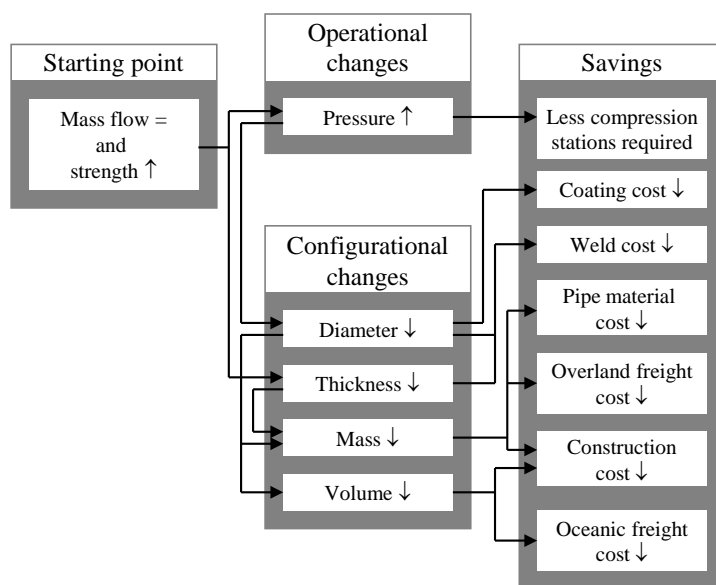 Starting point
Mass flow =
and
strength ↑
Operational
changes
Pressure ↑
Configurational
changes
Diameter ↓
Thickness ↓
Mass ↓
Volume ↓
Savings
Less compression
stations required
Coating cost ↓
Weld cost ↓
Pipe material
cost ↓
Overland freight
cost ↓
Construction
cost ↓
Oceanic freight
cost ↓